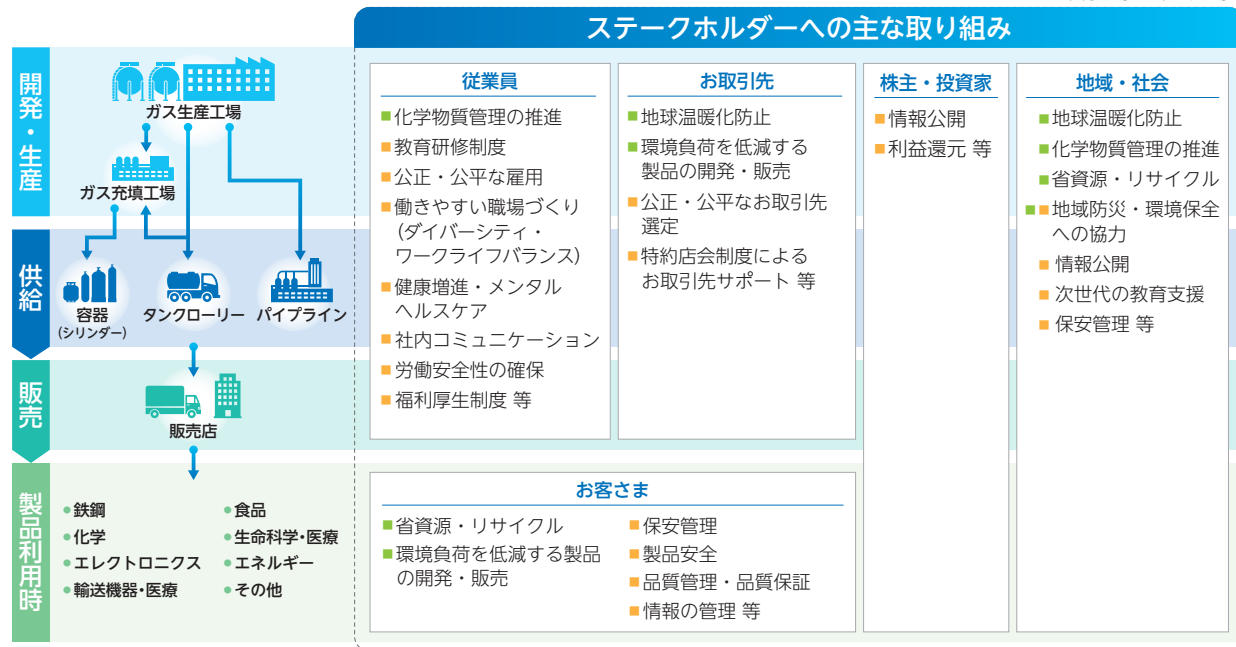 ステークホルダーへの主な取り組み
開発・生産
ガス生産工場
ガス充填工場
供給
容器
(シリンダー)
タンクローリー
パイプライン
販売
販売店
製品利用時
●鉄鋼
●化学
●エレクトロニクス
●輸送機器・医療
●食品
●生命科学・医療
●エネルギー
●その他
従業員
■化学物質管理の推進
■教育研修制度
■公正・公平な雇用
■働きやすい職場づくり
(ダイバーシティ・
ワークライフバランス)
■健康増進・メンタル
ヘルスケア
■社内コミュニケーション
■労働安全性の確保
■福利厚生制度 等
お取引先
■地球温暖化防止
■環境負荷を低減する
製品の開発・販売
■公正・公平なお取引先
選定
■特約店会制度による
お取引先サポート 等
株主・投資家
■情報公開
■利益還元 等
地域・社会
■地球温暖化防止
■化学物質管理の推進
■省資源・リサイクル
■■地域防災・環境保全
への協力
■情報公開
■次世代の教育支援
■保安管理 等
お客さま
■省資源・リサイクル
■環境負荷を低減する製品
の開発・販売
■保安管理
■製品安全
■品質管理・品質保証
■情報の管理 等